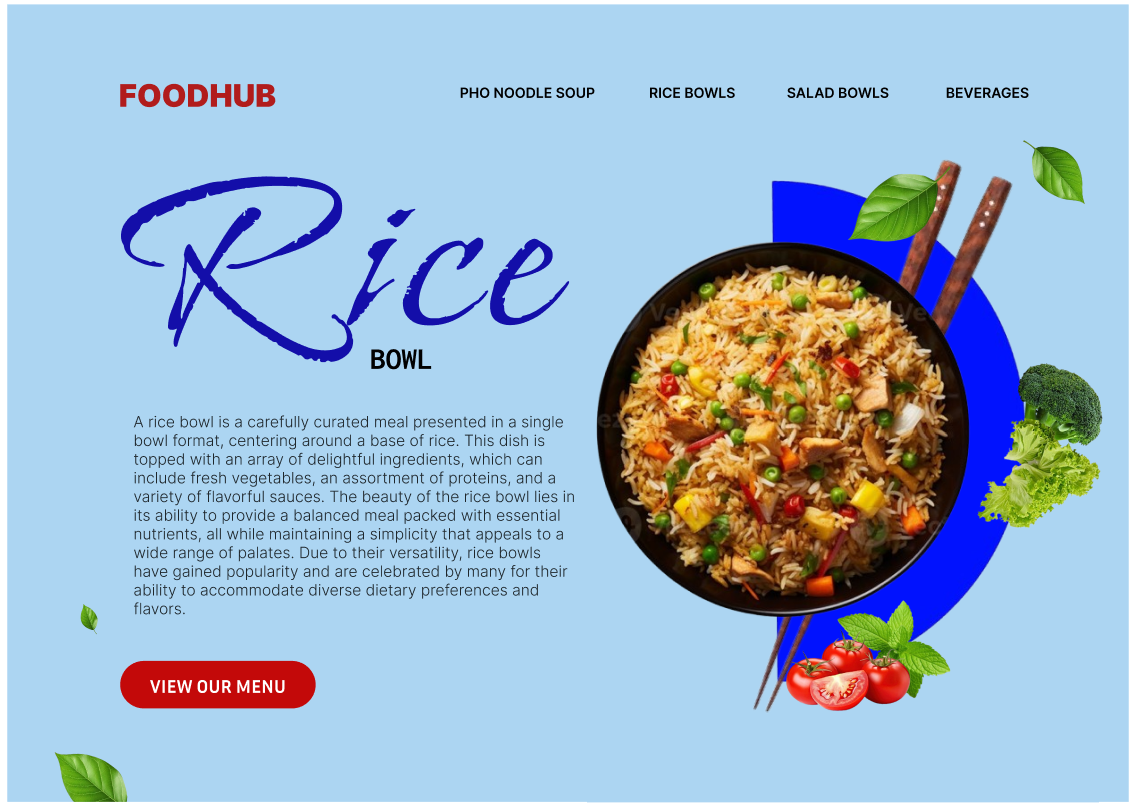 FOODHUB
PHO NOODLE SOUP
RICE BOWLS
SALAD BOWLS
BEVERAGES
Rice
BOWL
A rice bowl is a carefully curated meal presented in a single
bowl format, centering around a base of rice. This dish is
topped with an array of delightful ingredients, which can
include fresh vegetables, an assortment of proteins, and a
variety of flavorful sauces. The beauty of the rice bowl lies in
its ability to provide a balanced meal packed with essential
nutrients, all while maintaining a simplicity that appeals to a
wide range of palates. Due to their versatility, rice bowls
have gained popularity and are celebrated by many for their
ability to accommodate diverse dietary preferences and
flavors.
VIEW OUR MENU